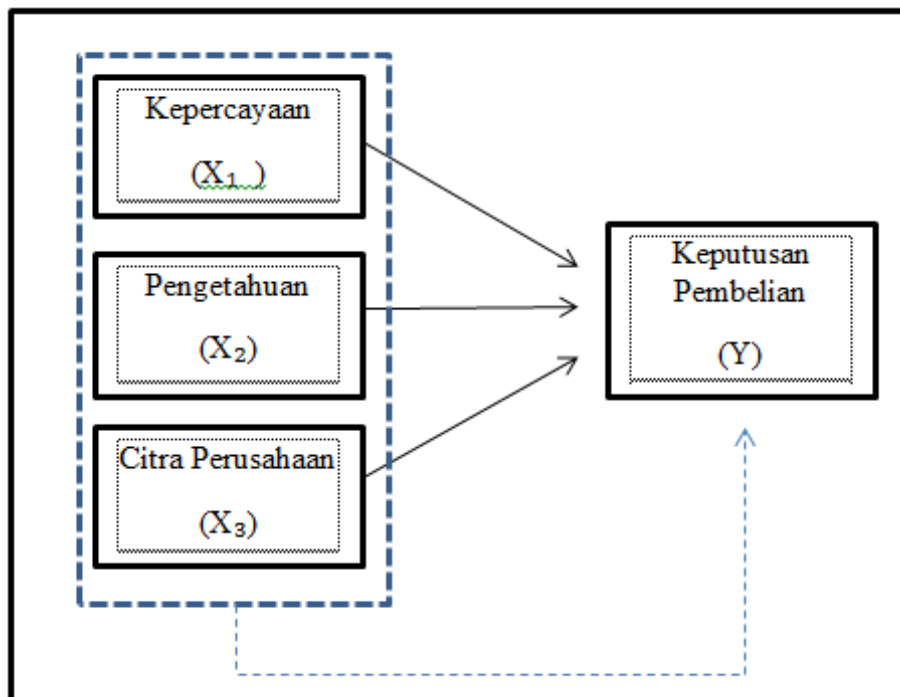 Kepercayaan
(X₁ )
Pengetahuan
(X₂)
Citra Perusahaan
(X₃)
Keputusan
Pembelian
(Y)